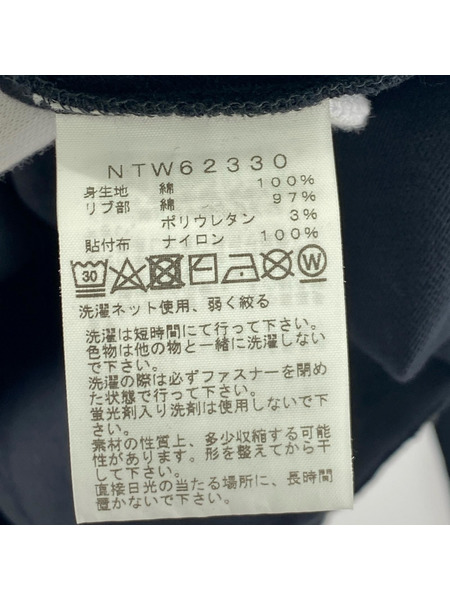 NTW62330
身生地 綿 100%
リブ部 綿 97%
ポリウレタン 3%
貼付布 ナイロン 100%
30 W
洗濯ネット使用、弱く絞る
洗濯は短時間にて行って下さい。
色物は他の物と一緒に洗濯しない
で下さい。
洗濯の際は必ずファスナーを閉め
た状態で行って下さい。
蛍光剤入り洗剤は使用しないで下
さい。
素材の性質上、多少収縮する可能
性があります。形を整えてから干
して下さい。
直接日光の当たる場所に、長時間
置かないで下さい。